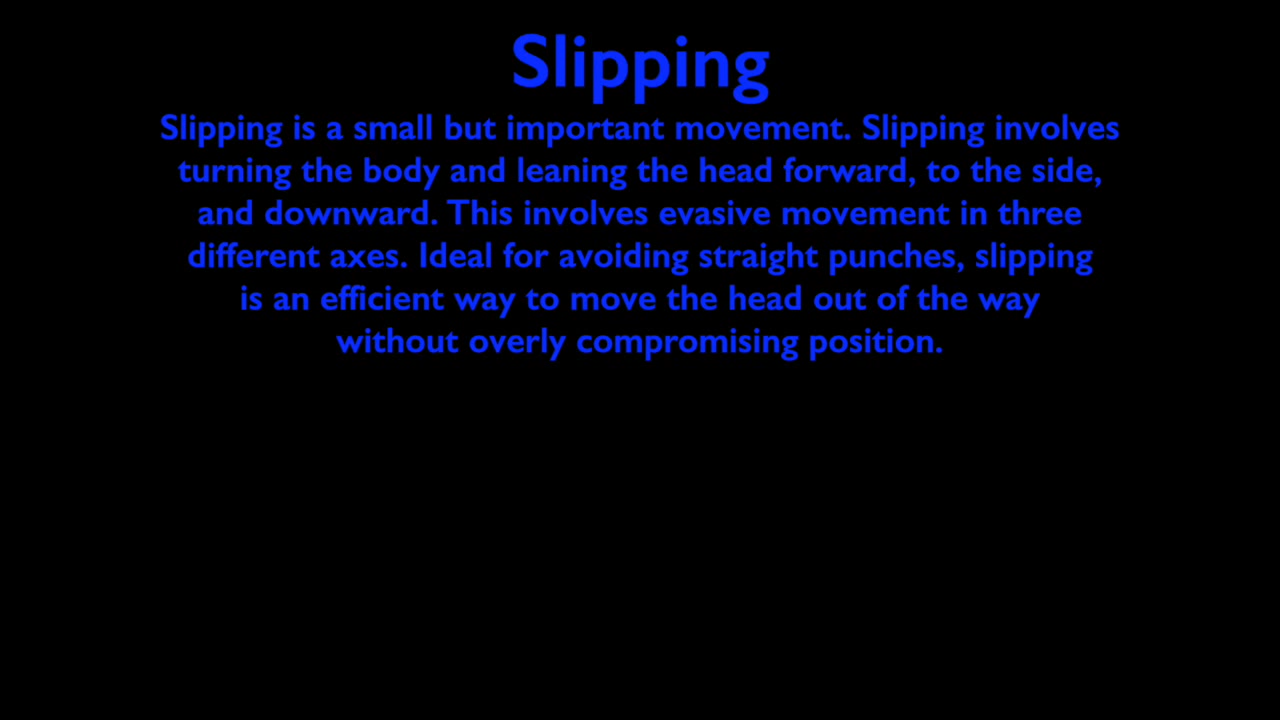 Slipping
Slipping is a small but important movement. Slipping involves
turning the body and leaning the head forward, to the side,
and downward. This involves evasive movement in three
different axes. Ideal for avoiding straight punches, slipping
is an efficient way to move the head out of the way
without overly compromising position.